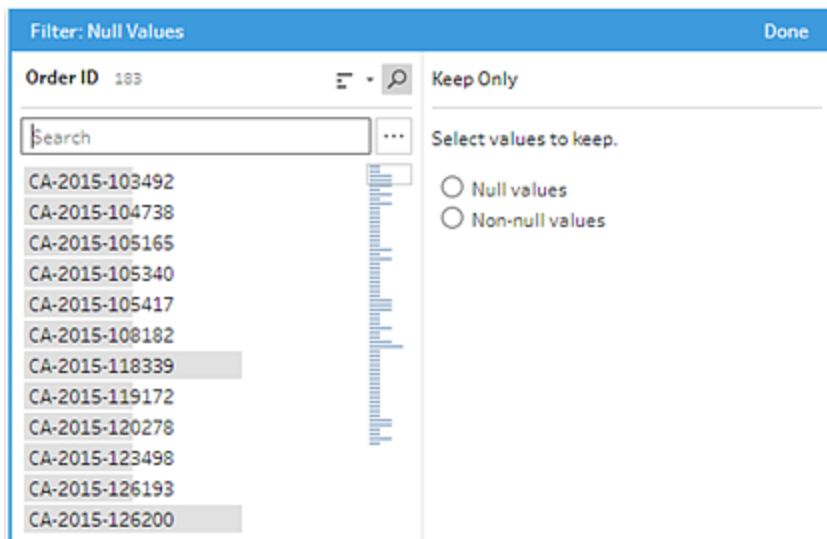 Filter: Null Values Done
Order ID 183
Search ...
CA-2015-103492
CA-2015-104738
CA-2015-105165
CA-2015-105340
CA-2015-105417
CA-2015-108182
CA-2015-118339
CA-2015-119172
CA-2015-120278
CA-2015-123498
CA-2015-126193
CA-2015-126200
Keep Only
Select values to keep.
Null values
Non-null values